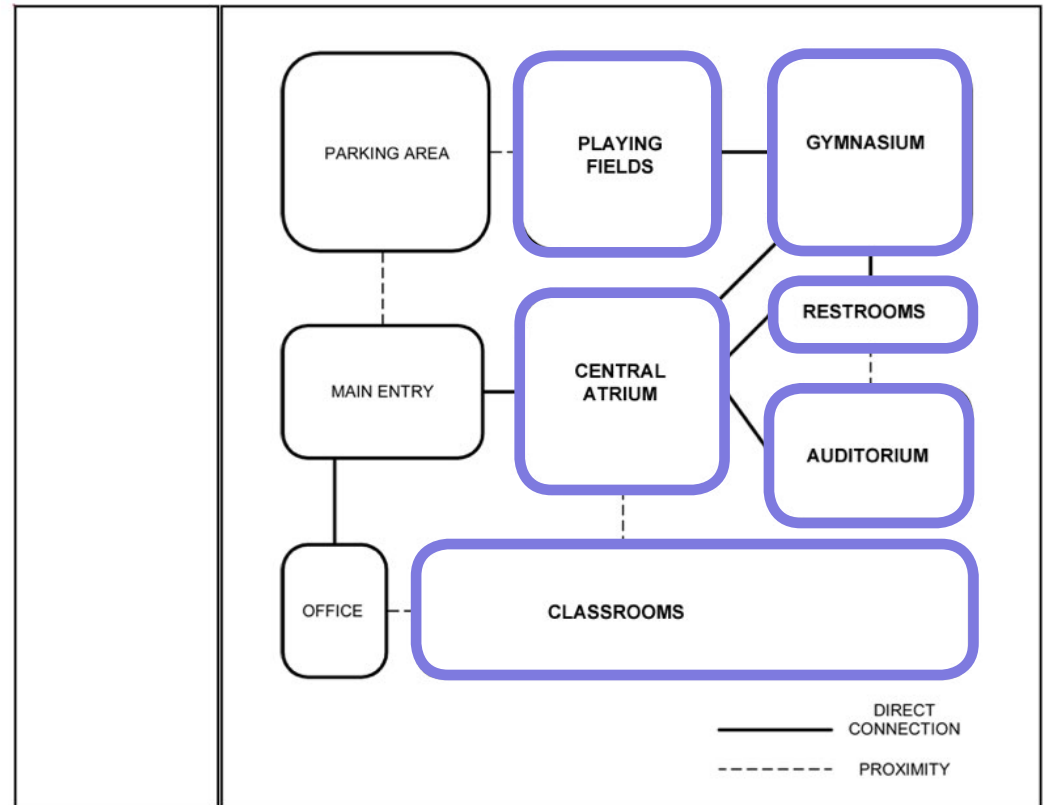 PARKING AREA
PLAYING
FIELDS
GYMNASIUM
RESTROOMS
MAIN ENTRY
CENTRAL
ATRIUM
AUDITORIUM
OFFICE
CLASSROOMS
DIRECT
CONNECTION
PROXIMITY